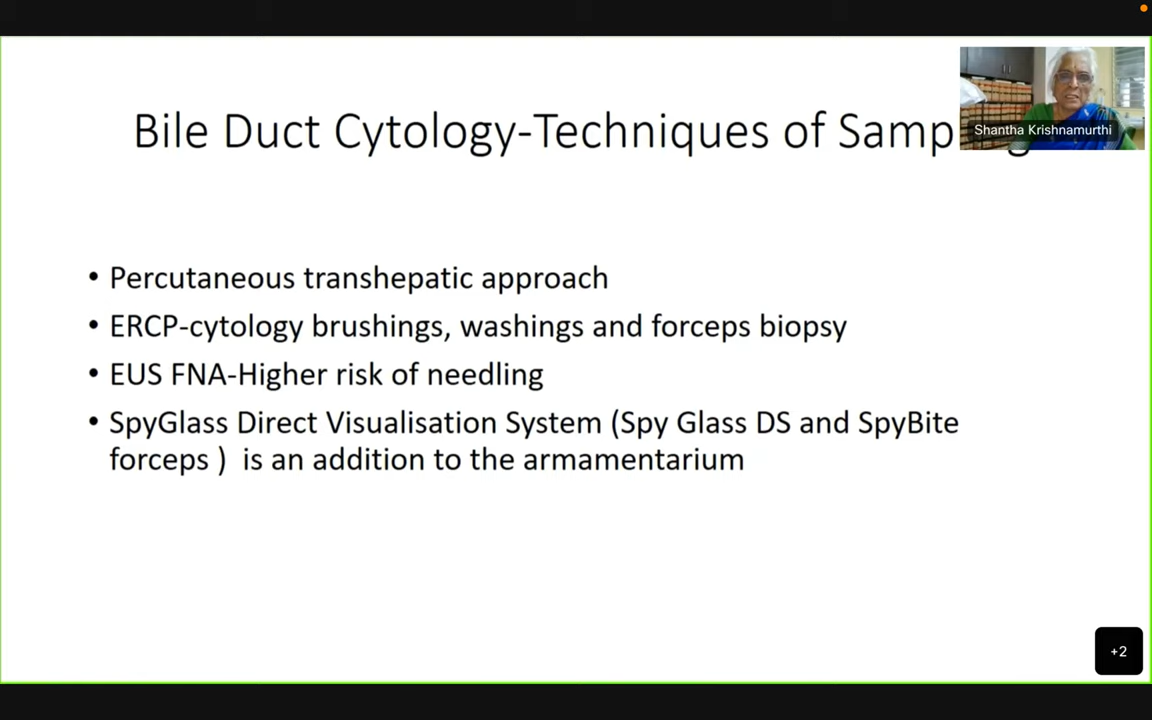 Bile Duct Cytology-Techniques of Samp g
Shantha Krishnamurthi
• Percutaneous transhepatic approach
• ERCP-cytology brushings, washings and forceps biopsy
• EUS FNA-Higher risk of needling
• SpyGlass Direct Visualisation System (Spy Glass DS and SpyBite
forceps ) is an addition to the armamentarium
+2